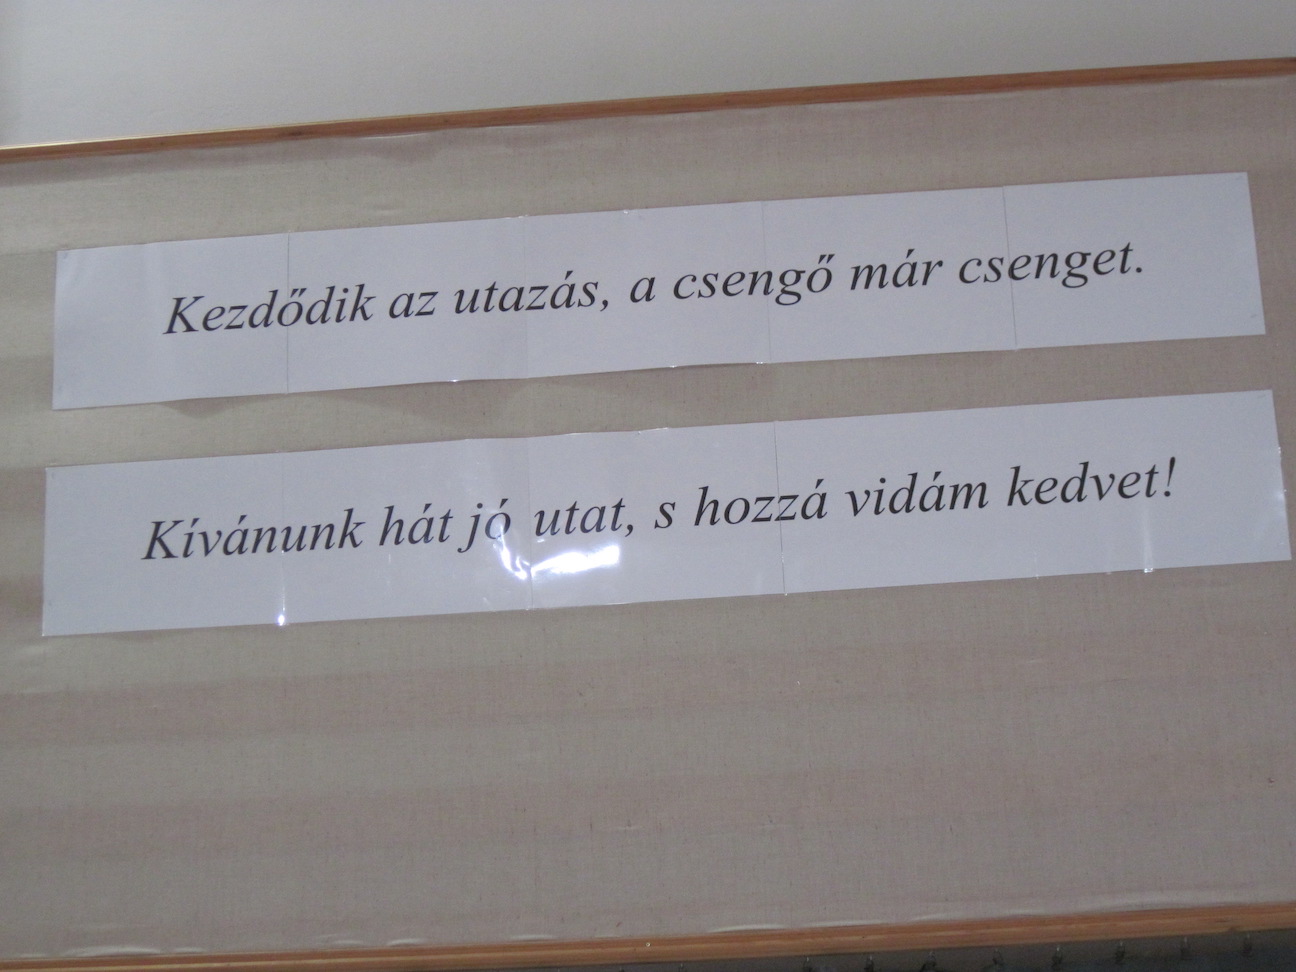 Kezdődik az utazás, a csengő már csenget.
Kívánunk hát jó utat, s hozzá vidám kedvet!